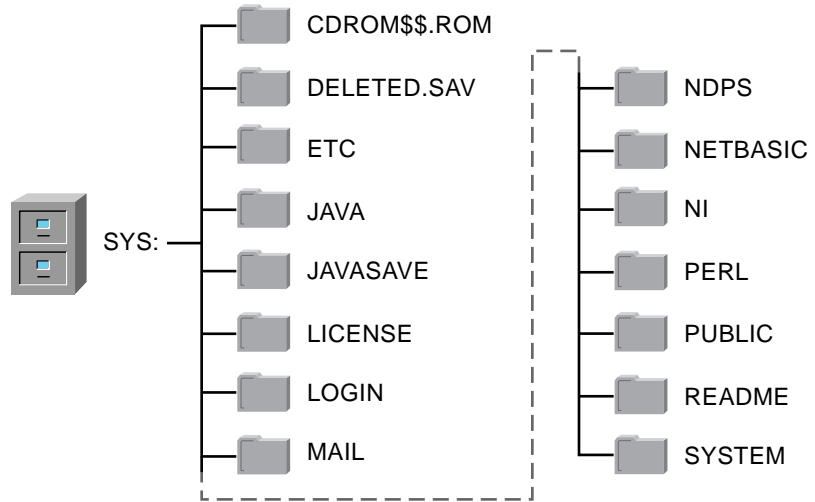 SYS:
CDROM$$.ROM
DELETED.SAV
ETC
JAVA
JAVASAVE
LICENSE
LOGIN
MAIL
NDPS
NETBASIC
NI
PERL
PUBLIC
README
SYSTEM